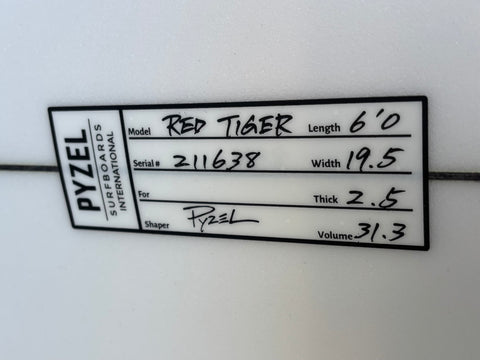 PYZEL
SURFBOARDS
INTERNATIONAL
Model RED TIGER Length 6'0
Serial# 211638 Width 19.5
For Thick 2.5
Shaper PYZEL Volume 31.3